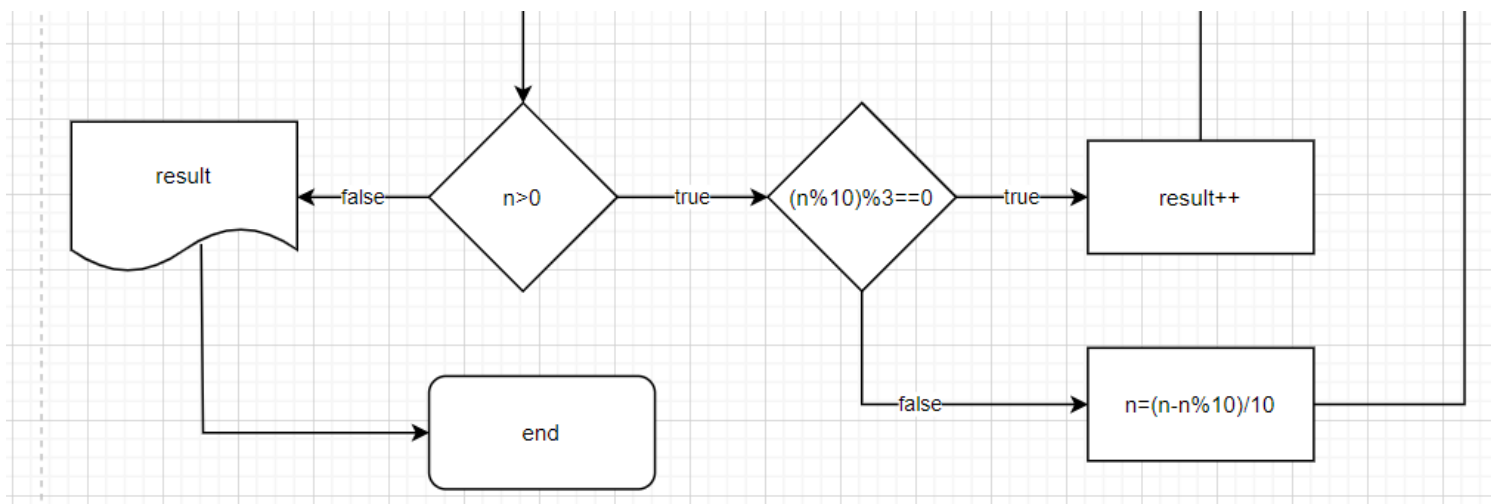 result
false
n>0
true
(n%10)%3==0
true
result++
false
n=(n-n%10)/10
end